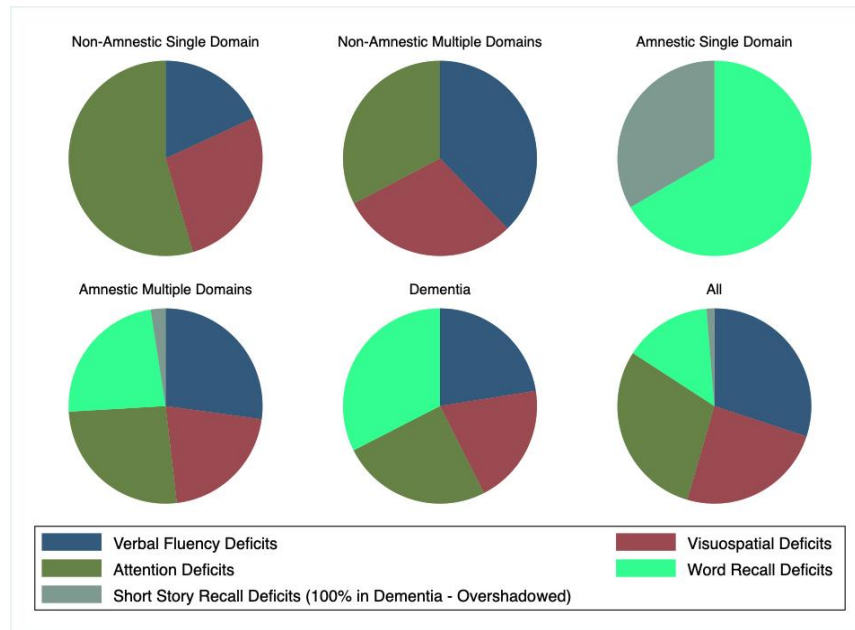 Non-Amnestic Single Domain
Non-Amnestic Multiple Domains
Amnestic Single Domain
Amnestic Multiple Domains
Dementia
All
Verbal Fluency Deficits
Visuospatial Deficits
Attention Deficits
Word Recall Deficits
Short Story Recall Deficits (100% in Dementia - Overshadowed)